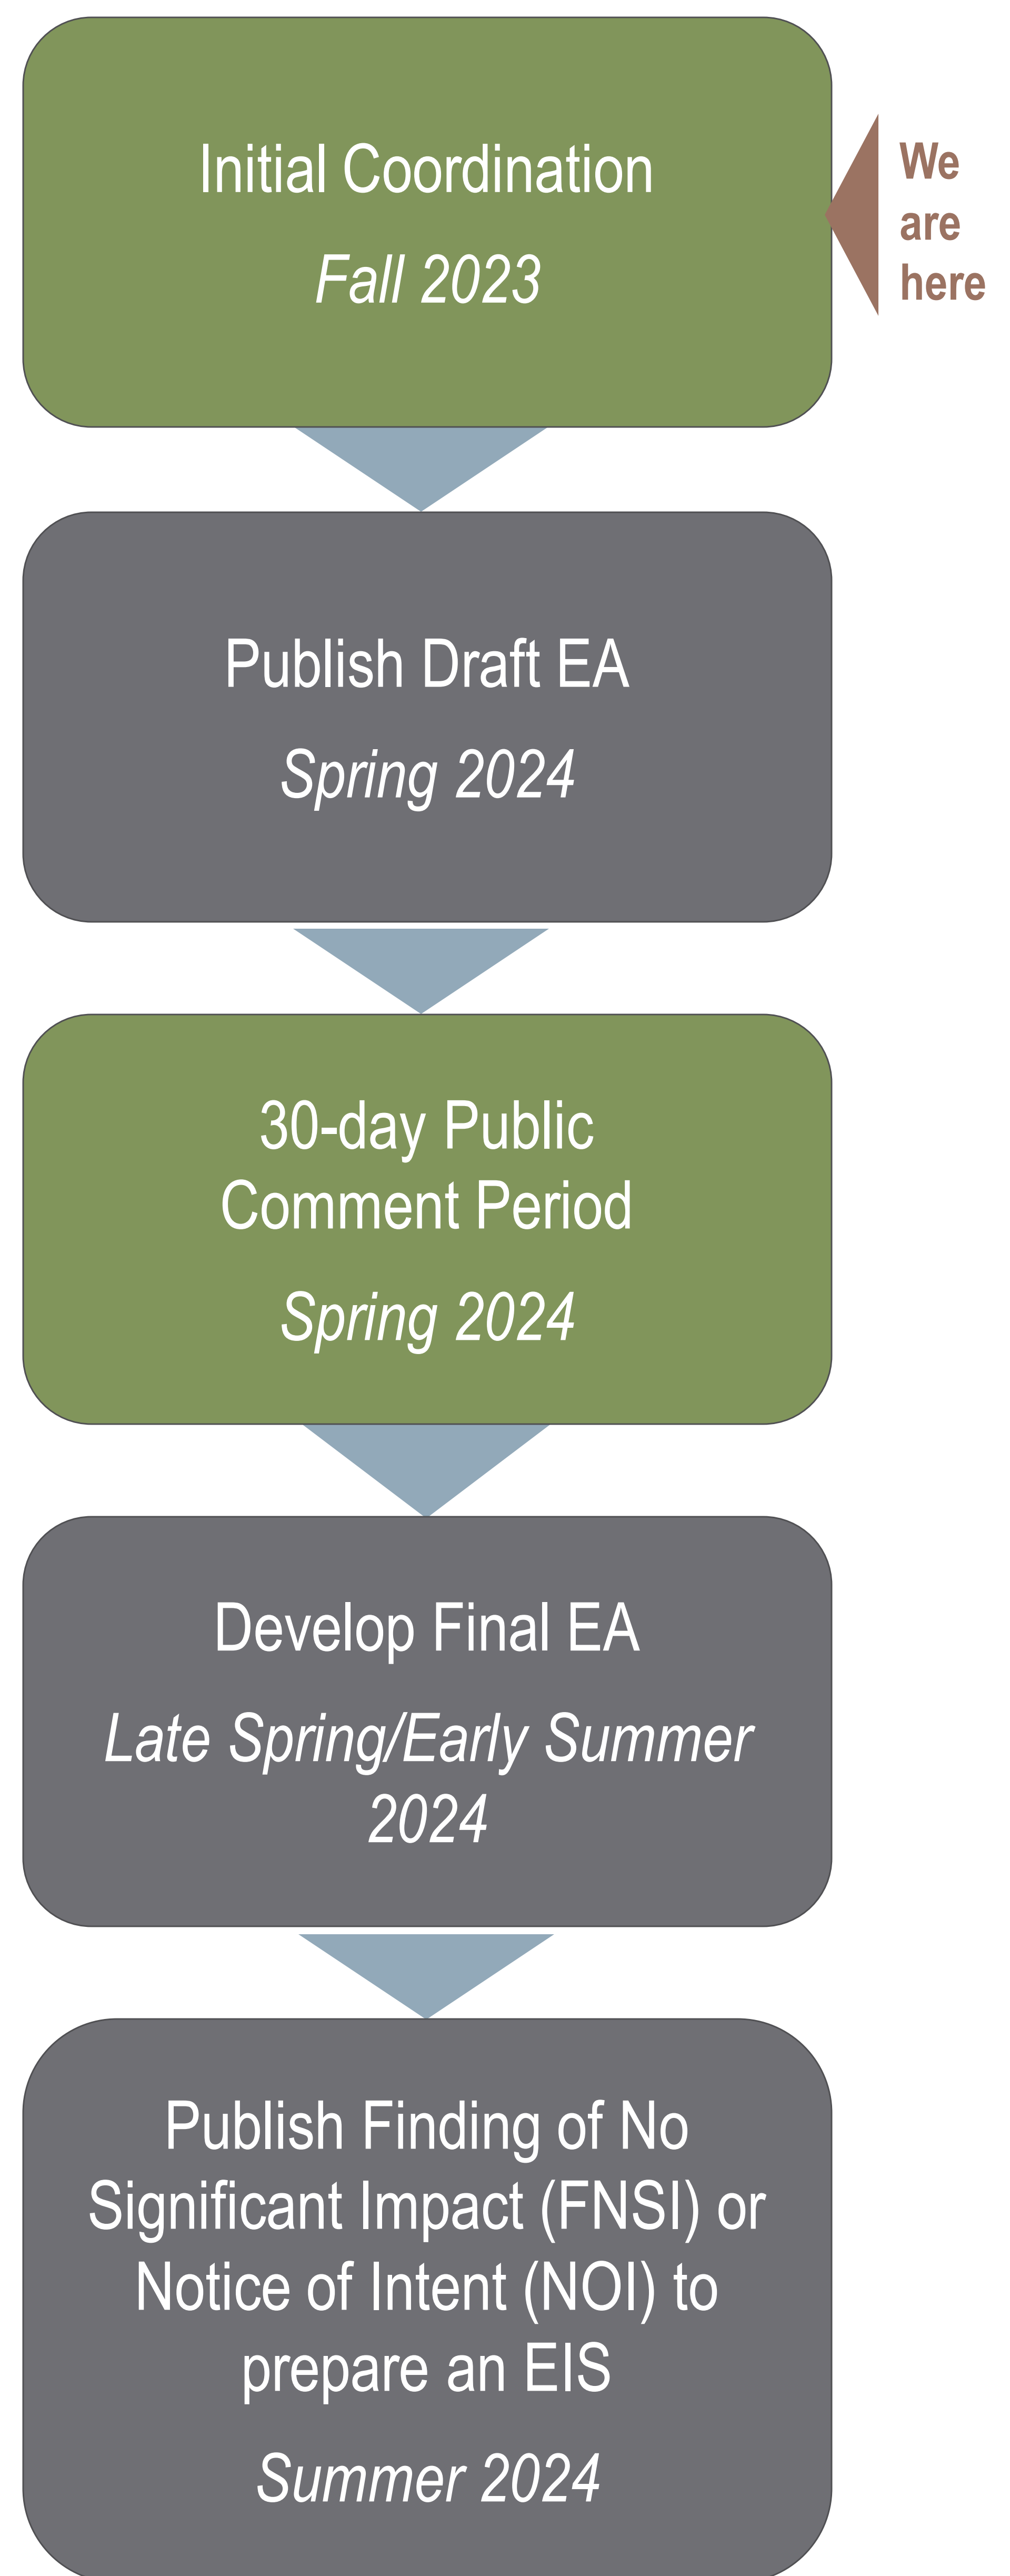 Initial Coordination
Fall 2023
We
are
here
Publish Draft EA
Spring 2024
30-day Public
Comment Period
Spring 2024
Develop Final EA
Late Spring/Early Summer
2024
Publish Finding of No
Significant Impact (FNSI) or
Notice of Intent (NOI) to
prepare an EIS
Summer 2024